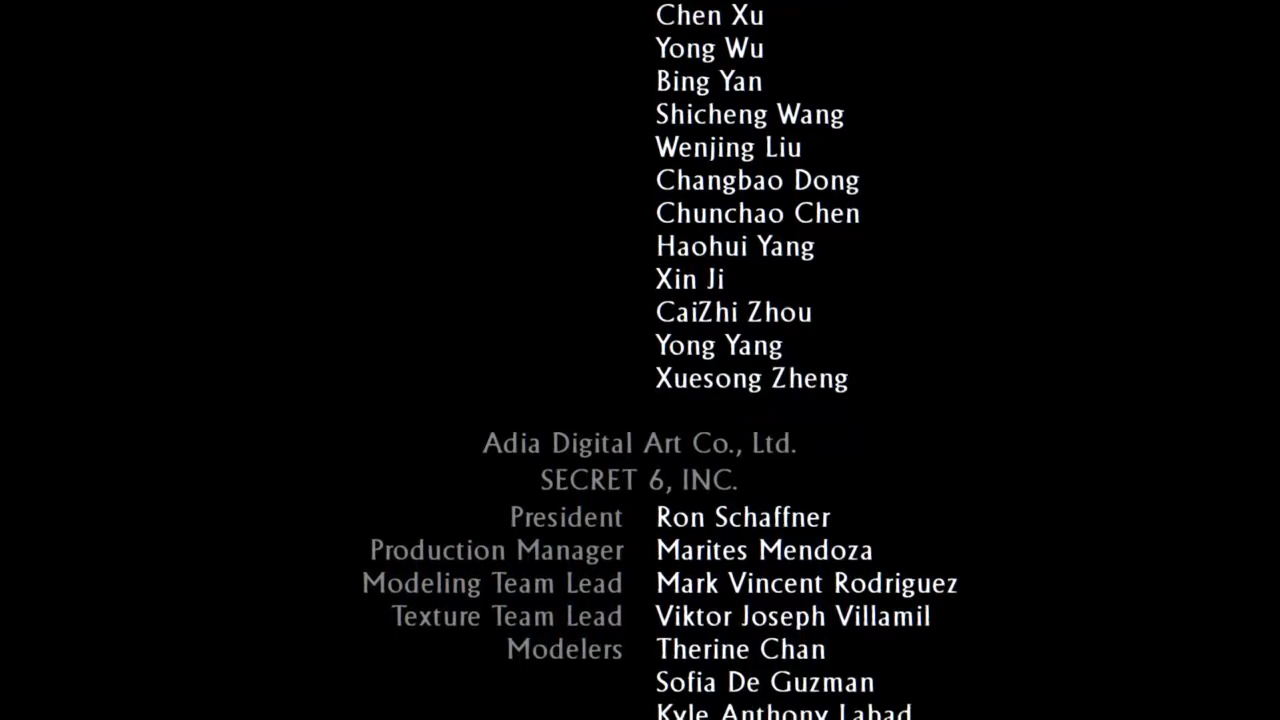 Chen Xu
Yong Wu
Bing Yan
Shicheng Wang
Wenjing Liu
Changbao Dong
Chunchao Chen
Haohui Yang
Xin Ji
CaiZhi Zhou
Yong Yang
Xuesong Zheng
Adia Digital Art Co., Ltd.
SECRET 6, INC.
President Ron Schaffner
Production Manager Marites Mendoza
Modeling Team Lead Mark Vincent Rodriguez
Texture Team Lead Viktor Joseph Villamil
Modelers Therine Chan
Sofia De Guzman
Kyle Anthony Labad